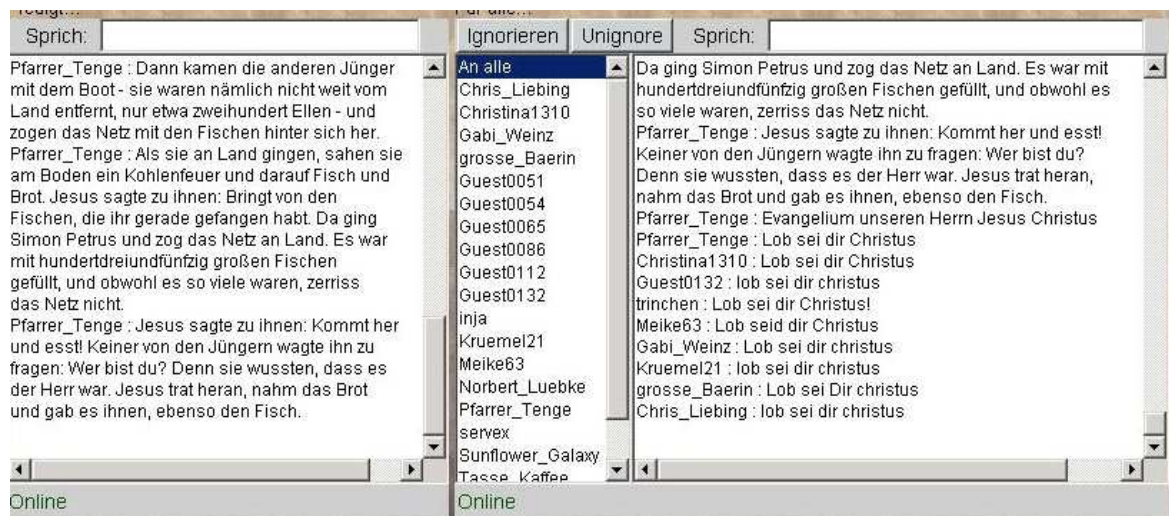 Sprich:
Pfarrer_Tenge : Dann kamen die anderen Jünger
mit dem Boot - sie waren nämlich nicht weit vom
Land entfernt, nur etwa zweihundert Ellen - und
zogen das Netz mit den Fischen hinter sich her.
Pfarrer_Tenge : Als sie an Land gingen, sahen sie
am Boden ein Kohlenfeuer und darauf Fisch und
Brot. Jesus sagte zu ihnen: Bringt von den
Fischen, die ihr gerade gefangen habt. Da ging
Simon Petrus und zog das Netz an Land. Es war
mit hundertdreiundfünfzig großen Fischen
gefüllt, und obwohl es so viele waren, zerriss
das Netz nicht.
Pfarrer_Tenge : Jesus sagte zu ihnen: Kommt her
und esst! Keiner von den Jüngern wagte ihn zu
fragen: Wer bist du? Denn sie wussten, dass es
der Herr war. Jesus trat heran, nahm das Brot
und gab es ihnen, ebenso den Fisch.
Online
Ignorieren Unignore Sprich:
An alle
Chris_Liebing
Christina1310
Gabi_Weinz
grosse_Baerin
Guest0051
Guest0054
Guest0065
Guest0086
Guest0112
Guest0132
inja
Kruemel21
Meike63
Norbert_Luebke
Pfarrer_Tenge
servex
Sunflower_Galaxy
Tasse_Kaffee
Da ging Simon Petrus und zog das Netz an Land. Es war mit
hundertdreiundfünfzig großen Fischen gefüllt, und obwohl es
so viele waren, zerriss das Netz nicht.
Pfarrer_Tenge : Jesus sagte zu ihnen: Kommt her und esst!
Keiner von den Jüngern wagte ihn zu fragen: Wer bist du?
Denn sie wussten, dass es der Herr war. Jesus trat heran,
nahm das Brot und gab es ihnen, ebenso den Fisch.
Pfarrer_Tenge : Evangelium unseren Herrn Jesus Christus
Pfarrer_Tenge : Lob sei dir Christus
Christina1310 : Lob sei dir Christus
Guest0132 : lob sei dir christus
trinchen : Lob sei dir Christus!
Meike63 : Lob seid dir Christus
Gabi_Weinz : Lob sei dir christus
Kruemel21 : lob sei dir christus
grosse_Baerin : Lob sei Dir christus
Chris_Liebing : lob sei dir christus
Online